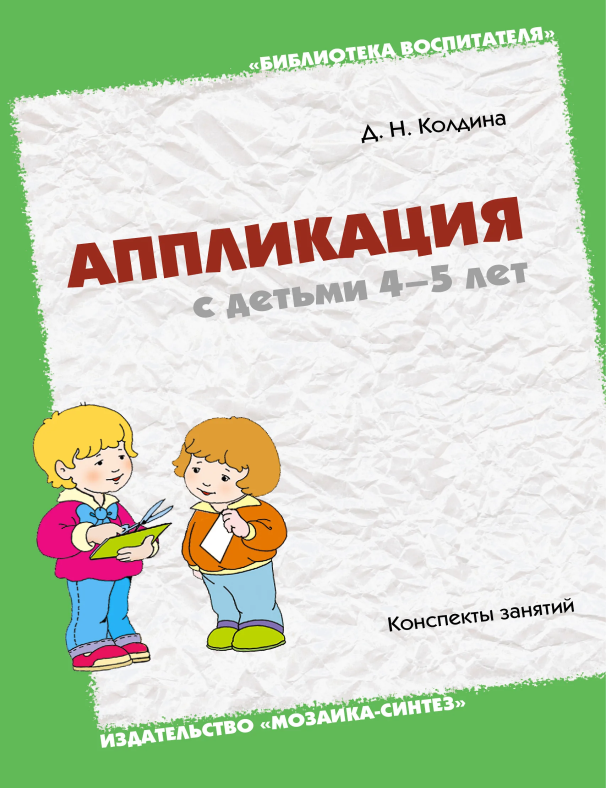 «БИБЛИОТЕКА ВОСПИТАТЕЛЯ»
Д. Н. Колдина
АППЛИКАЦИЯ
с детьми 4–5 лет
Конспекты занятий
ИЗДАТЕЛЬСТВО «МОЗАИКА-СИНТЕЗ»